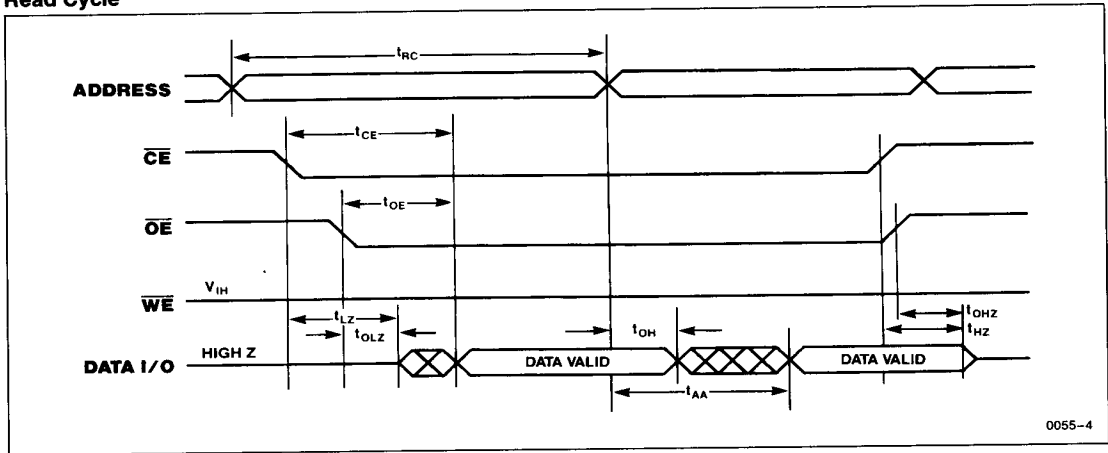 Read Cycle
tRC
ADDRESS
tCE
CE
tOE
OE
VIH
WE
tLZ
tOHZ
tOLZ
tOH
tHZ
HIGH Z
DATA I/O
DATA VALID
DATA VALID
tAA
0055-4